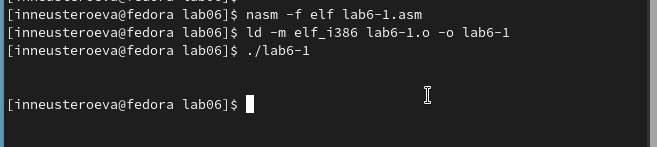 [inneusteroeva@fedora lab06]$ nasm -f elf lab6-1.asm
[inneusteroeva@fedora lab06]$ ld -m elf_i386 lab6-1.o -o lab6-1
[inneusteroeva@fedora lab06]$ ./lab6-1
[inneusteroeva@fedora lab06]$